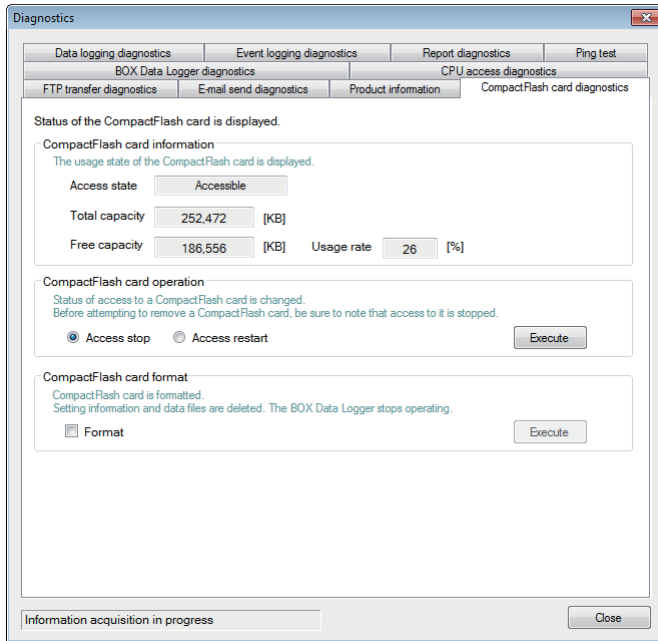 Diagnostics
Data logging diagnostics Event logging diagnostics Report diagnostics Ping test
BOX Data Logger diagnostics CPU access diagnostics
FTP transfer diagnostics E-mail send diagnostics Product information CompactFlash card diagnostics
Status of the CompactFlash card is displayed.
CompactFlash card information
The usage state of the CompactFlash card is displayed.
Access state Accessible
Total capacity 252,472 [KB]
Free capacity 186,556 [KB] Usage rate 26 [%]
CompactFlash card operation
Status of access to a CompactFlash card is changed.
Before attempting to remove a CompactFlash card, be sure to note that access to it is stopped.
Access stop Access restart Execute
CompactFlash card format
CompactFlash card is formatted.
Setting information and data files are deleted. The BOX Data Logger stops operating.
Format Execute
Information acquisition in progress Close